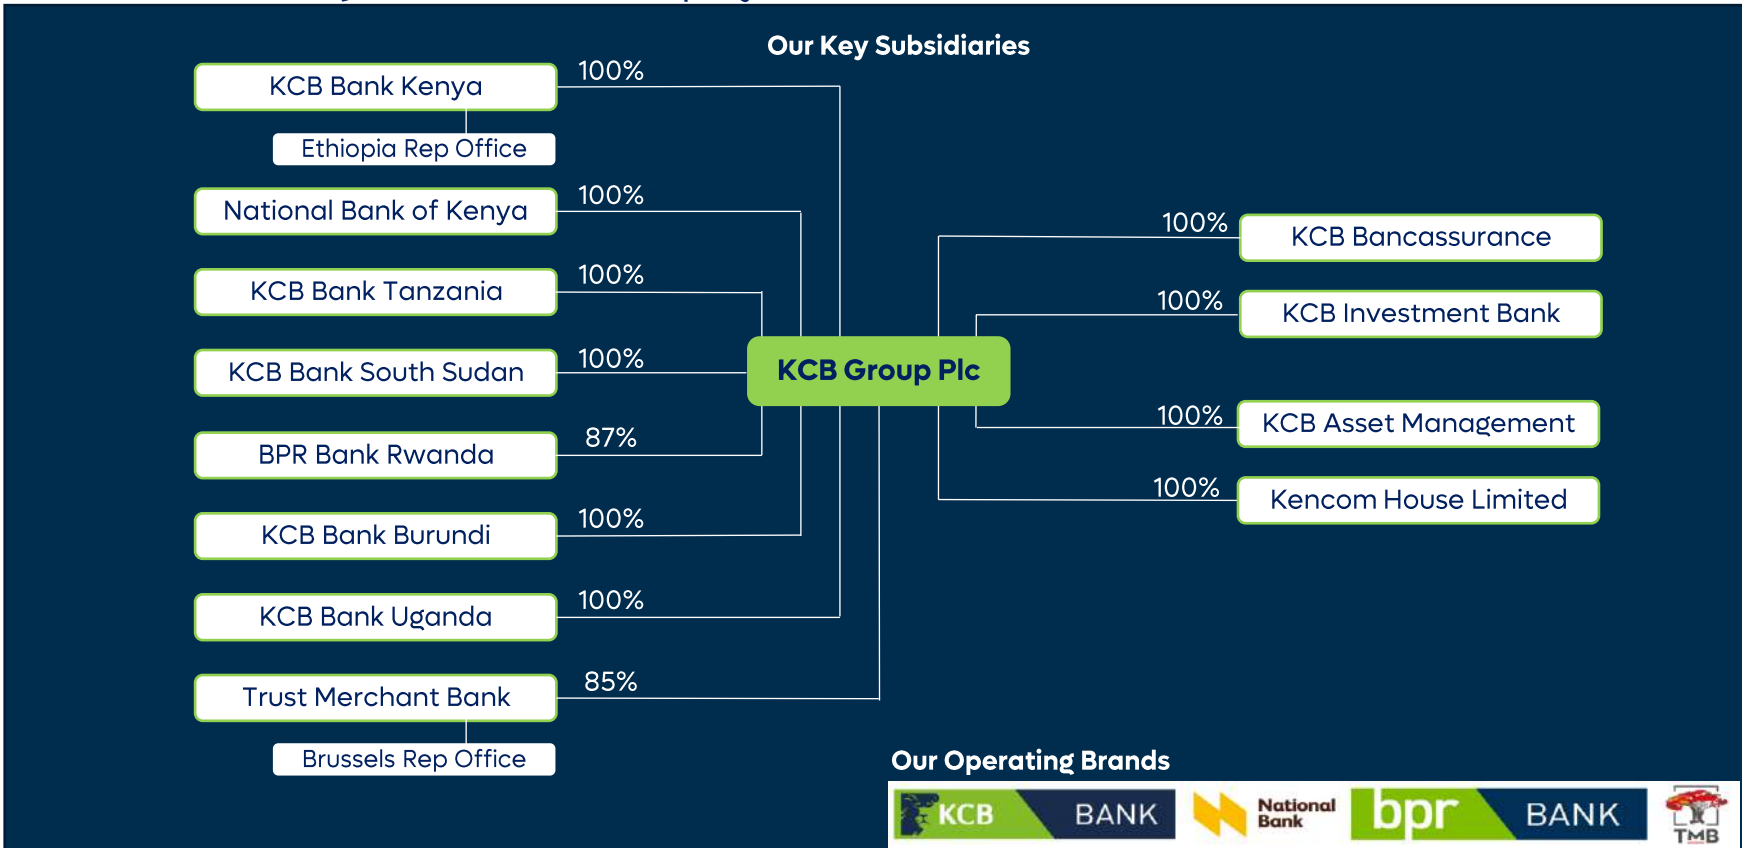 Our Key Subsidiaries
KCB Bank Kenya
100%
Ethiopia Rep Office
National Bank of Kenya
100%
KCB Bank Tanzania
100%
KCB Bank South Sudan
100%
BPR Bank Rwanda
87%
KCB Bank Burundi
100%
KCB Bank Uganda
100%
Trust Merchant Bank
85%
Brussels Rep Office
KCB Group Plc
100%
KCB Bancassurance
100%
KCB Investment Bank
100%
KCB Asset Management
100%
Kencom House Limited
Our Operating Brands
KCB BANK
National
Bank
bpr BANK
TMB